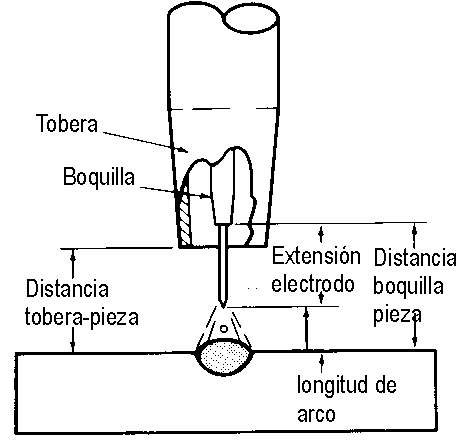 Tobera
Boquilla
Extensión
electrodo
Distancia
boquilla
pieza
Distancia
tobera-pieza
longitud de
arco